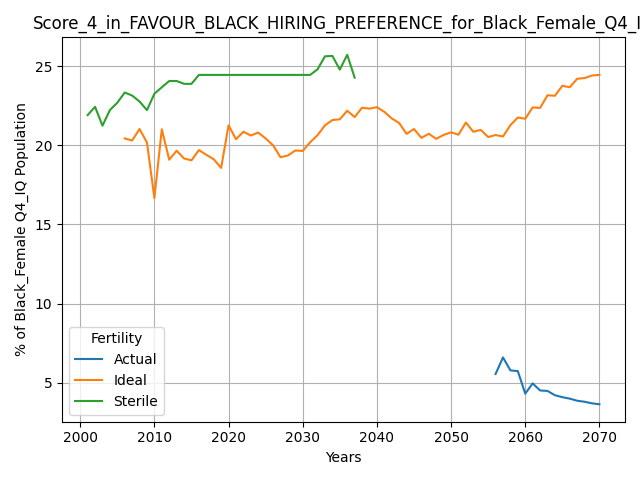 Score_4_in_FAVOUR_BLACK_HIRING_PREFERENCE_for_Black_Female_Q4_I
% of Black_Female Q4_IQ Population
25
20
15
10
5
Fertility
Actual
Ideal
Sterile
2000 2010 2020 2030 2040 2050 2060 2070
Years